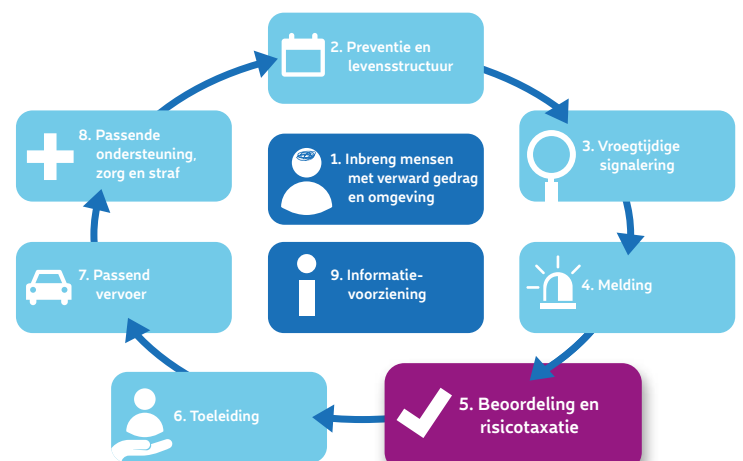 2. Preventie en
levensstructuur
8. Passende
ondersteuning,
zorg en straf
1. Inbreng mensen
met verward gedrag
en omgeving
3. Vroegtijdige
signalering
7. Passend
vervoer
9. Informatie-
voorziening
4. Melding
6. Toeleiding
5. Beoordeling en
risicotaxatie